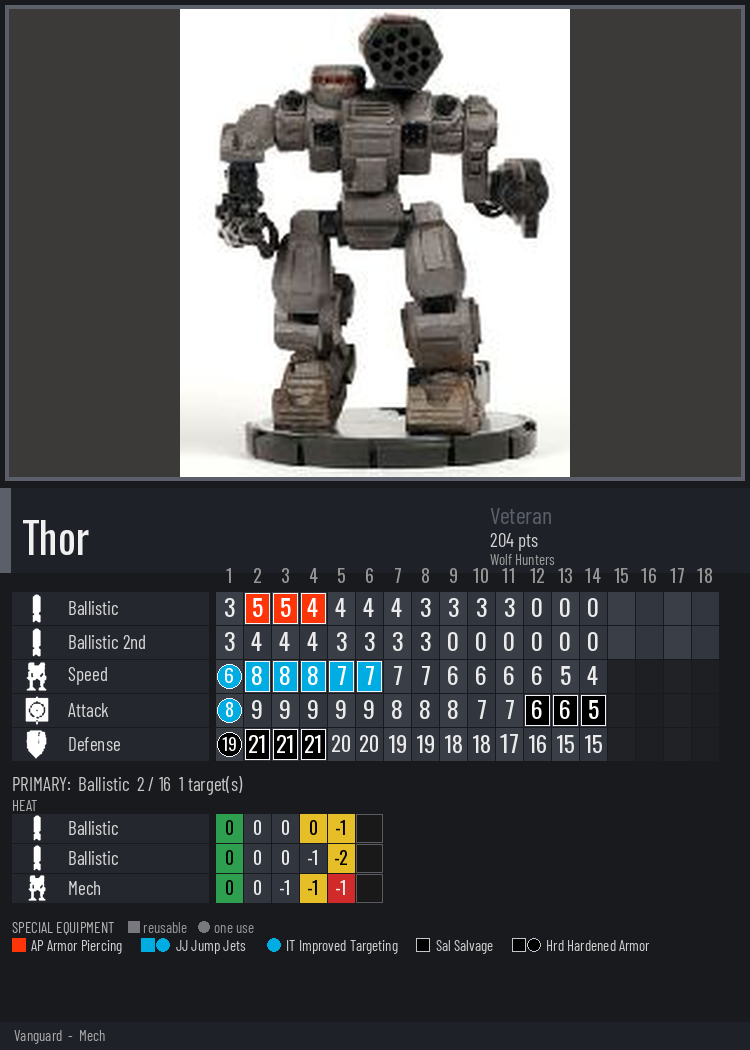 Thor
Veteran
204 pts
Wolf Hunters
1 2 3 4 5 6 7 8 9 10 11 12 13 14 15 16 17 18
Ballistic 3 5 5 4 4 4 4 3 3 3 3 0 0 0
Ballistic 2nd 3 4 4 4 3 3 3 3 0 0 0 0 0 0
Speed 6 8 8 8 7 7 7 7 6 6 6 6 5 4
Attack 8 9 9 9 9 9 8 8 8 7 7 6 6 5
Defense 19 21 21 21 20 20 19 19 18 18 17 16 15 15
PRIMARY: Ballistic 2 / 16 1 target(s)
HEAT
Ballistic 0 0 0 0 -1
Ballistic 0 0 0 -1 -2
Mech 0 0 -1 -1 -1
SPECIAL EQUIPMENT reusable one use
AP Armor Piercing JJ Jump Jets IT Improved Targeting Sal Salvage Hrd Hardened Armor
Vanguard - Mech